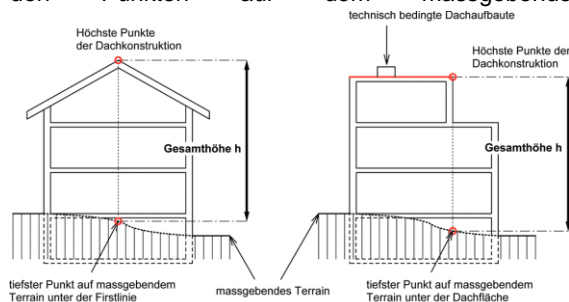 den Punkten auf dem massgebenden
technisch bedingte Dachaufbaute
Höchste Punkte
der Dachkonstruktion
Höchste Punkte der
Dachkonstruktion
Gesamthöhe h
Gesamthöhe h
tiefster Punkt auf massgebendem
Terrain unter der Firstlinie
massgebendes Terrain
tiefster Punkt auf massgebendem
Terrain unter der Dachfläche